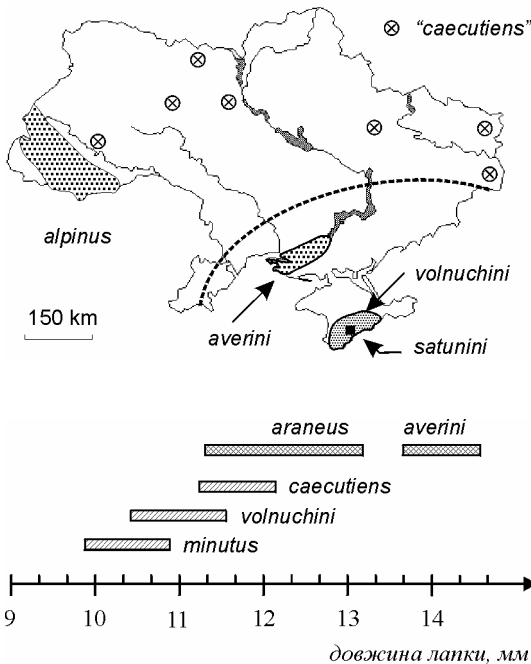 "caecutiens"
alpinus
volnuchini
150 km
averini
satunini
araneus averini
caecutiens
volnuchini
minutus
9 10 11 12 13 14
довжина лапки, мм